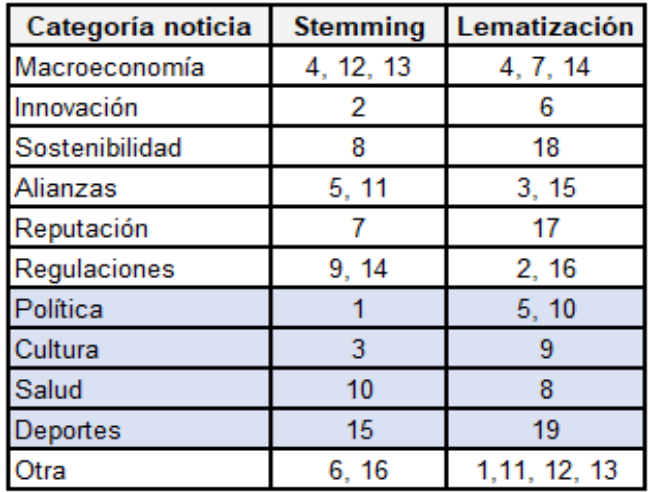 Categoría noticia Stemming Lematización
Macroeconomía 4, 12, 13 4, 7, 14
Innovación 2 6
Sostenibilidad 8 18
Alianzas 5, 11 3, 15
Reputación 7 17
Regulaciones 9, 14 2, 16
Política 1 5, 10
Cultura 3 9
Salud 10 8
Deportes 15 19
Otra 6, 16 1,11, 12, 13